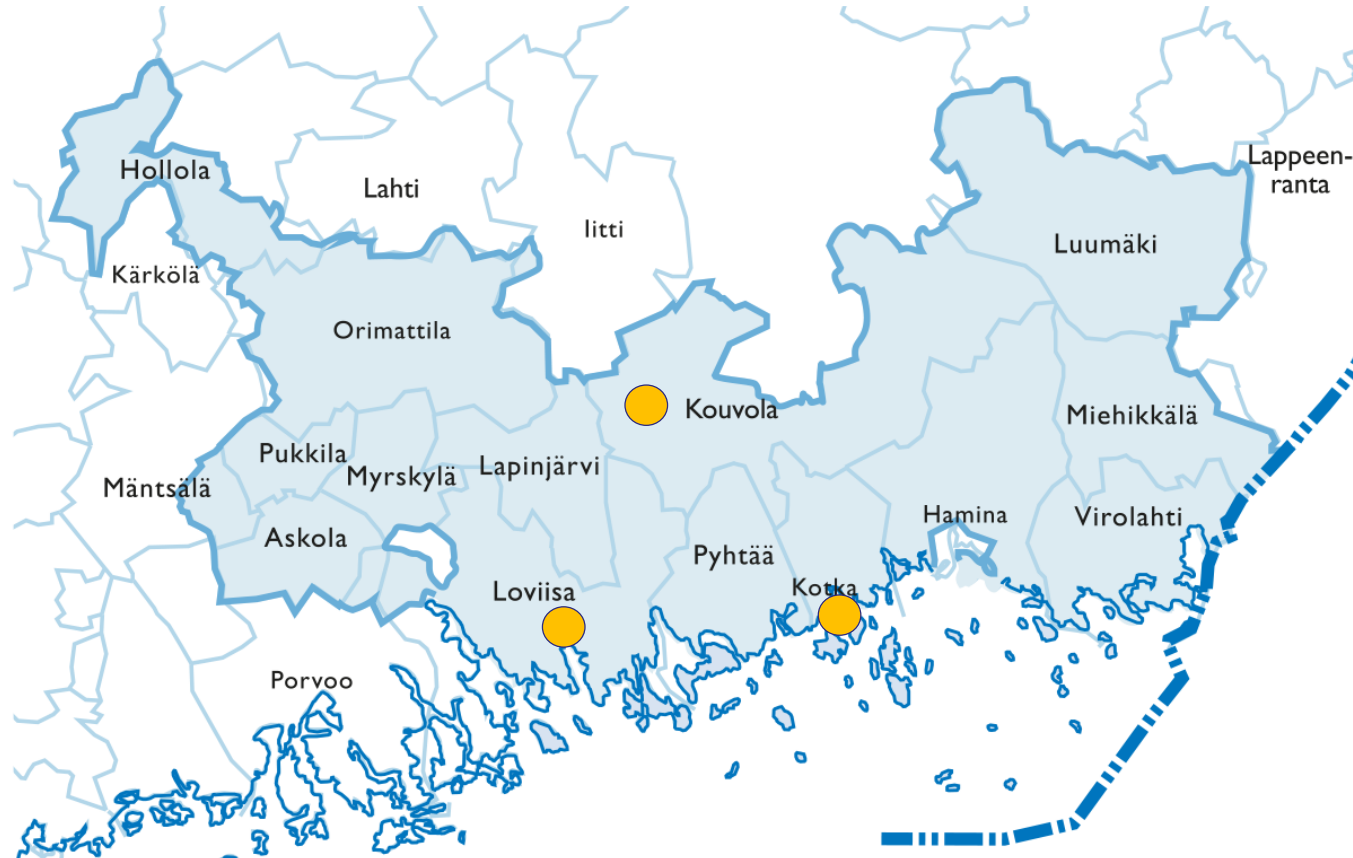 Hollola
Lahti
Lappeen-
ranta
Iitti
Luumäki
Kärkölä
Orimattila
Kouvola
Miehikkälä
Pukkila
Myrskylä
Lapinjärvi
Mäntsälä
Hamina
Virolahti
Askola
Pyhtää
Loviisa
Kotka
Porvoo